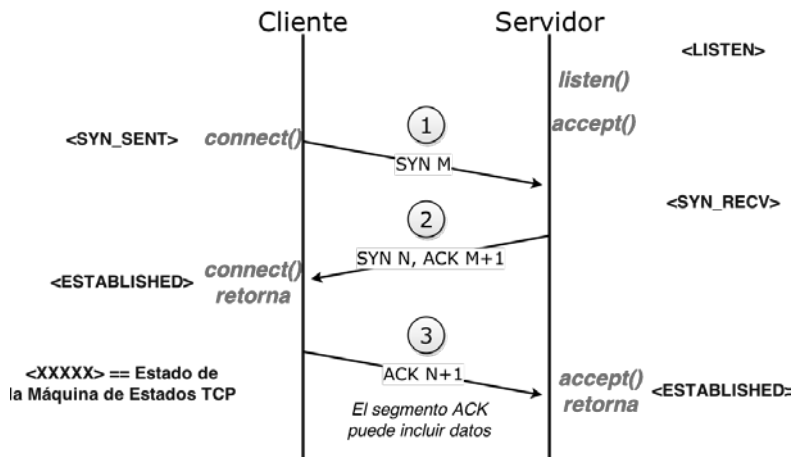 Cliente
Servidor
<LISTEN>
listen()
<SYN_SENT>
connect()
1
accept()
SYN M
<SYN_RECV>
2
SYN N, ACK M+1
<ESTABLISHED>
connect()
retorna
3
<XXXXX> == Estado de
la Máquina de Estados TCP
ACK N+1
accept()
retorna
<ESTABLISHED>
El segmento ACK
puede incluir datos